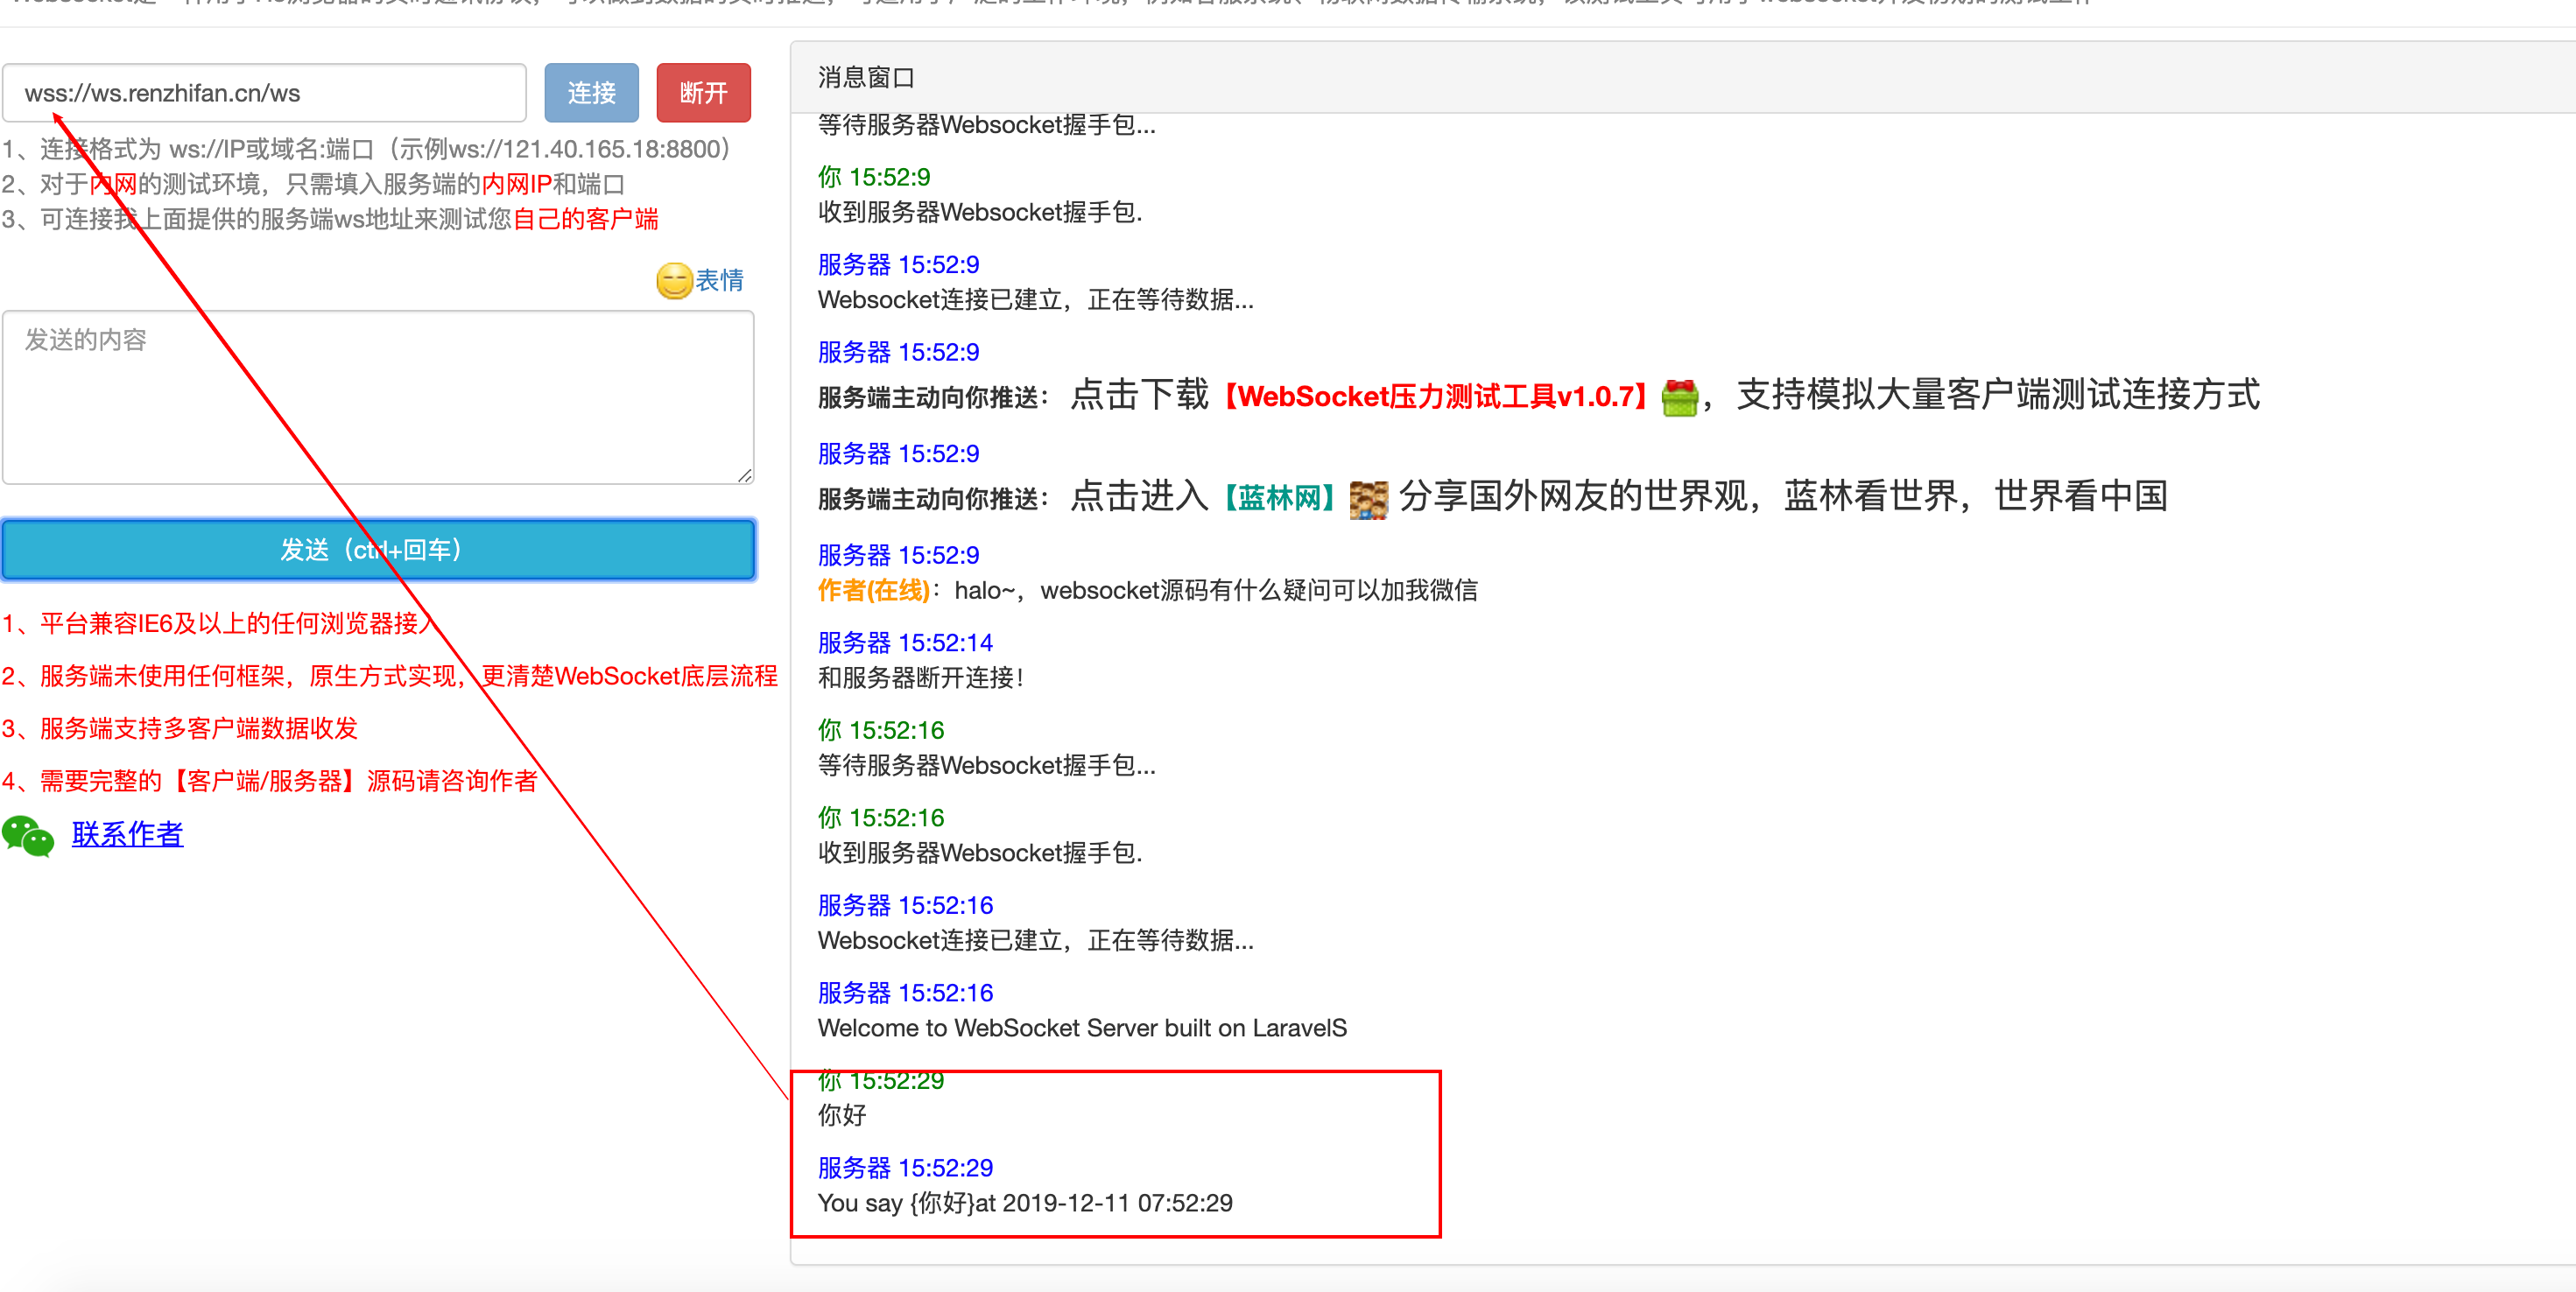 wss://ws.renzhifan.cn/ws
连接
断开
1、连接格式为 ws://IP或域名:端口（示例ws://121.40.165.18:8800）
2、对于内网的测试环境，只需填入服务端的内网IP和端口
3、可连接我上面提供的服务端ws地址来测试您自己的客户端
表情
发送的内容
发送（ctrl+回车）
1、平台兼容IE6及以上的任何浏览器接入
2、服务端未使用任何框架，原生方式实现，更清楚WebSocket底层流程
3、服务端支持多客户端数据收发
4、需要完整的【客户端/服务器】源码请咨询作者
联系作者
消息窗口
等待服务器Websocket握手包...
你 15:52:9
收到服务器Websocket握手包.
服务器 15:52:9
Websocket连接已建立，正在等待数据...
服务器 15:52:9
服务端主动向你推送：点击下载【WebSocket压力测试工具v1.0.7】，支持模拟大量客户端测试连接方式
服务器 15:52:9
服务端主动向你推送：点击进入【蓝林网】分享国外网友的世界观，蓝林看世界，世界看中国
服务器 15:52:9
作者(在线)：halo~，websocket源码有什么疑问可以加我微信
服务器 15:52:14
和服务器断开连接！
你 15:52:16
等待服务器Websocket握手包...
你 15:52:16
收到服务器Websocket握手包.
服务器 15:52:16
Websocket连接已建立，正在等待数据...
服务器 15:52:16
Welcome to WebSocket Server built on LaravelS
你 15:52:29
你好
服务器 15:52:29
You say {你好}at 2019-12-11 07:52:29